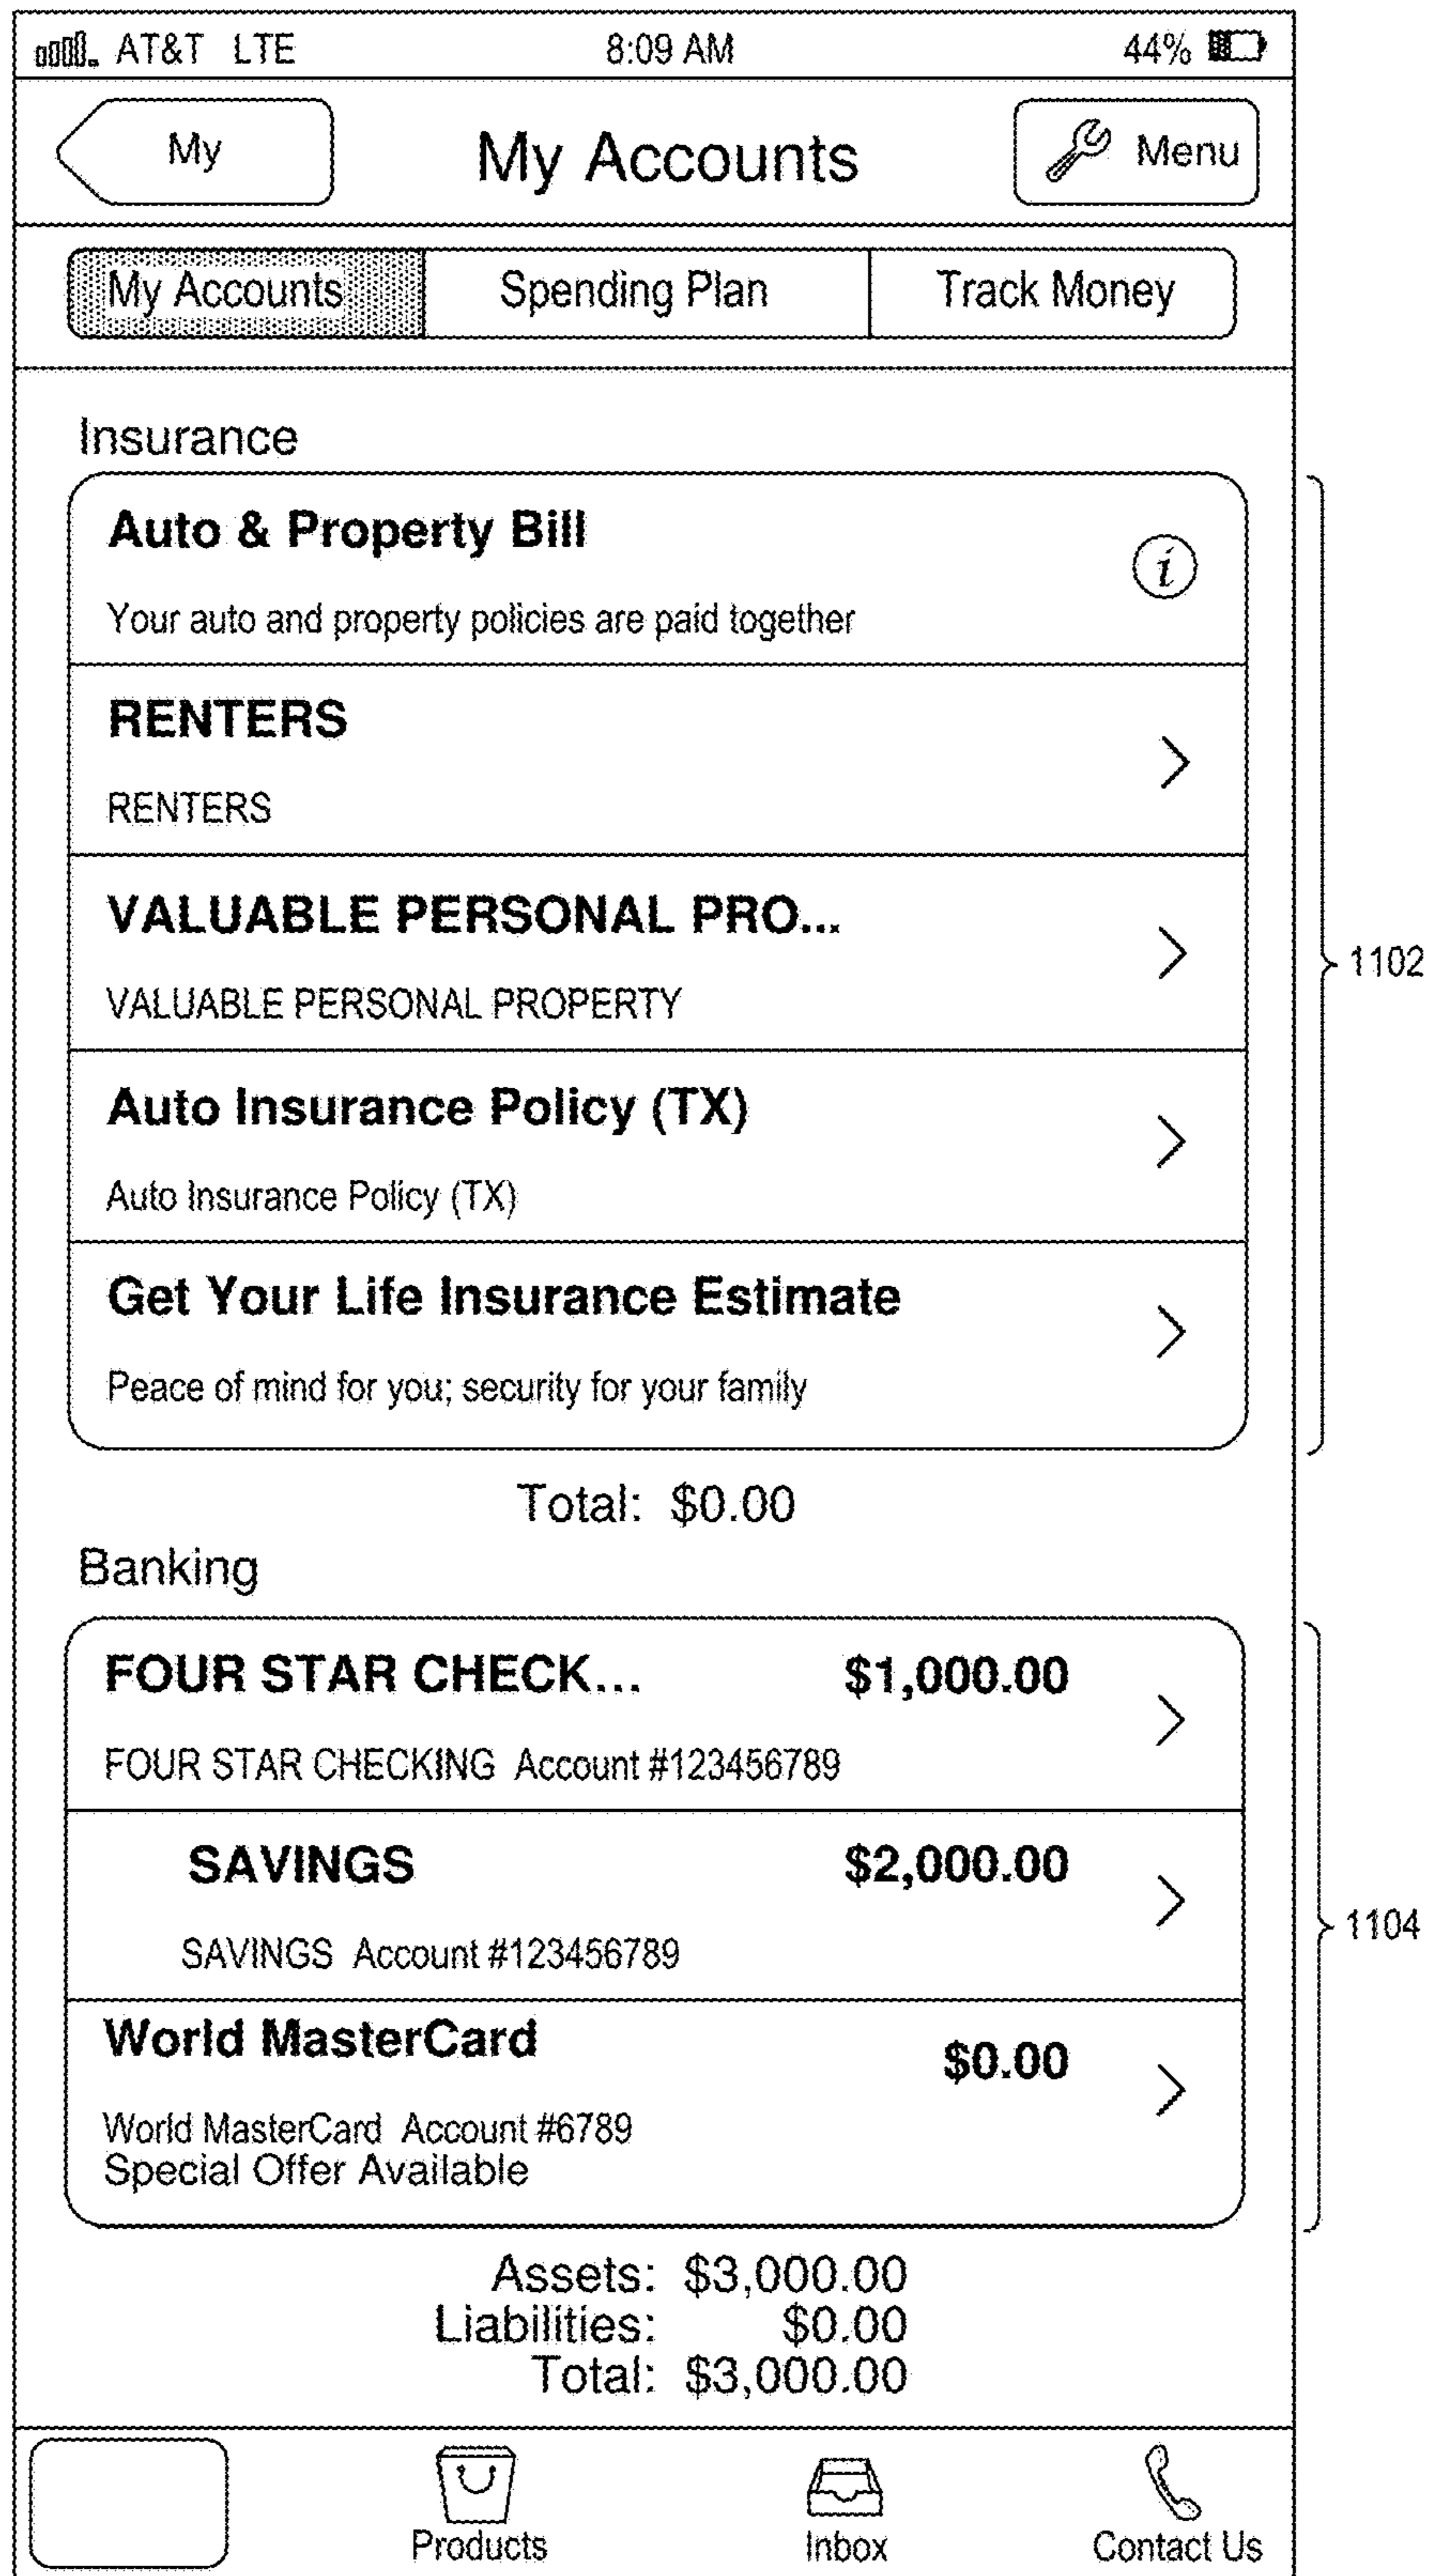 AT&T LTE 8:09 AM 44%
My My Accounts Menu
My Accounts Spending Plan Track Money
Insurance
Auto & Property Bill
i
Your auto and property policies are paid together
RENTERS
RENTERS
VALUABLE PERSONAL PRO...
VALUABLE PERSONAL PROPERTY
1102
Auto Insurance Policy (TX)
Auto Insurance Policy (TX)
Get Your Life Insurance Estimate
Peace of mind for you; security for your family
Total: $0.00
Banking
FOUR STAR CHECK... $1,000.00
FOUR STAR CHECKING Account #123456789
SAVINGS $2,000.00
1104
SAVINGS Account #123456789
World MasterCard $0.00
World MasterCard Account #6789
Special Offer Available
Assets: $3,000.00
Liabilities: $0.00
Total: $3,000.00
Products Inbox Contact Us